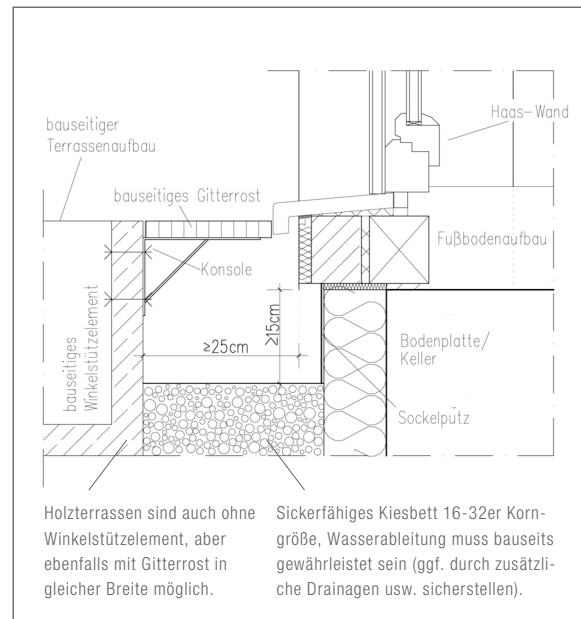 Haas-Wand
bauseitiger
Terrassenaufbau
bauseitiges Gitterrost
Fußbodenaufbau
Konsole
bauseitiges
Winkelstützelement
≥25cm
≥15cm
Bodenplatte/
Keller
Sockelputz
Holzterrassen sind auch ohne
Winkelstützelement, aber
ebenfalls mit Gitterrost in
gleicher Breite möglich.
Sickerfähiges Kiesbett 16-32er Korn-
größe, Wasserableitung muss bauseits
gewährleistet sein (ggf. durch zusätzli-
che Drainagen usw. sicherstellen).